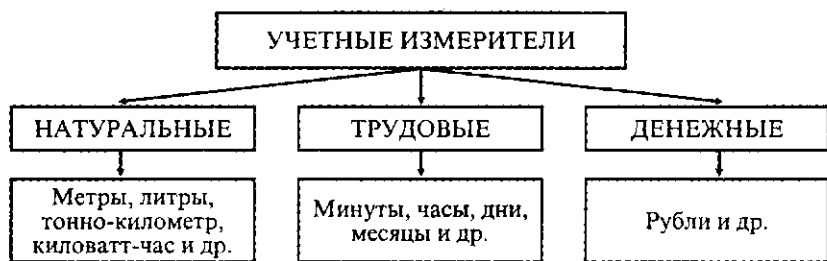 УЧЕТНЫЕ ИЗМЕРИТЕЛИ
НАТУРАЛЬНЫЕ
ТРУДОВЫЕ
ДЕНЕЖНЫЕ
Метры, литры,
тонно-километр,
киловатт-час и др.
Минуты, часы, дни,
месяцы и др.
Рубли и др.